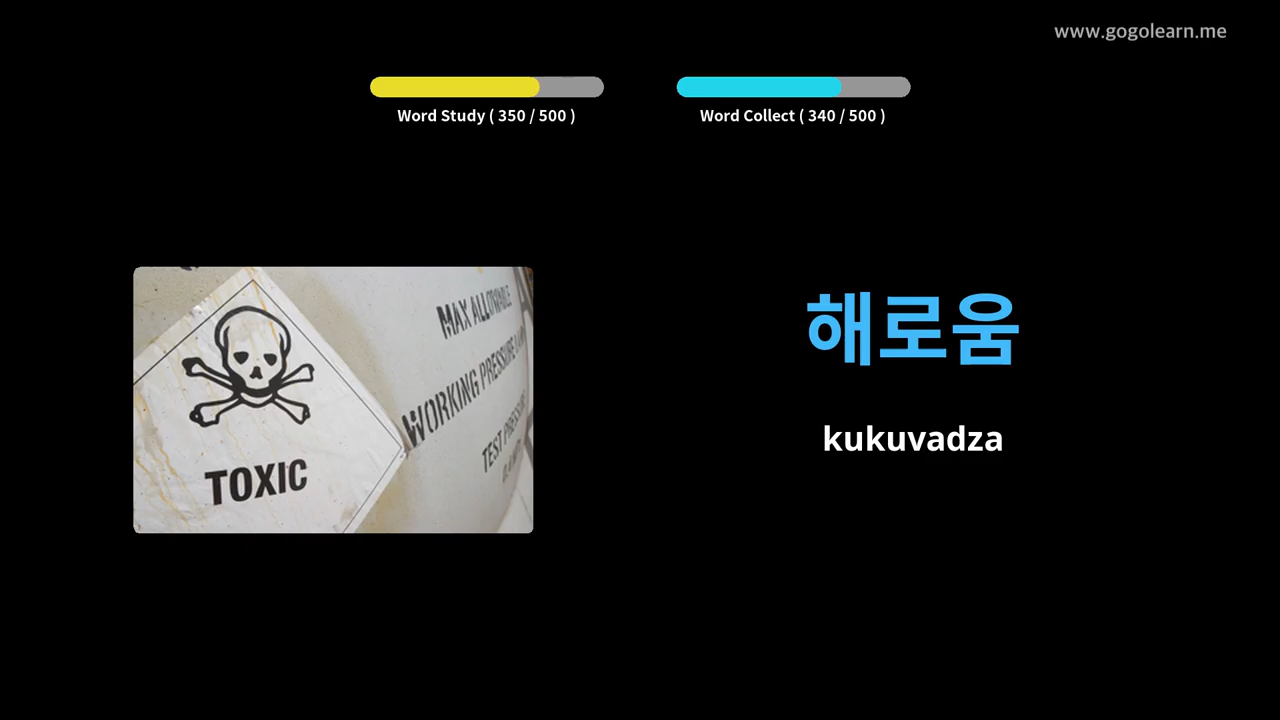 www.gogolearn.me
Word Study ( 350 / 500 )
Word Collect ( 340 / 500 )
MAX ALLOWABLE
WORKING PRESSURE
TEST PRESSURE
TOXIC
해로움
kukuvadza